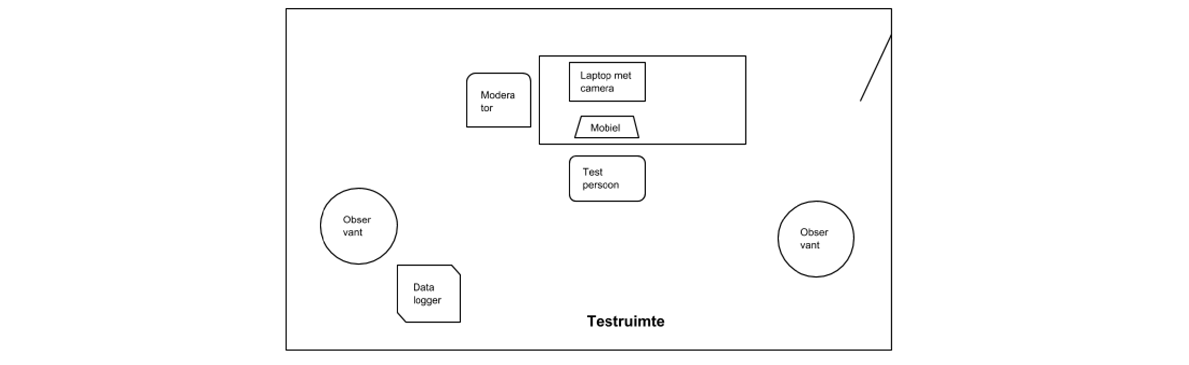 Laptop met
camera
Modera
tor
Mobiel
Test
persoon
Obser
vant
Obser
vant
Data
logger
Testruimte